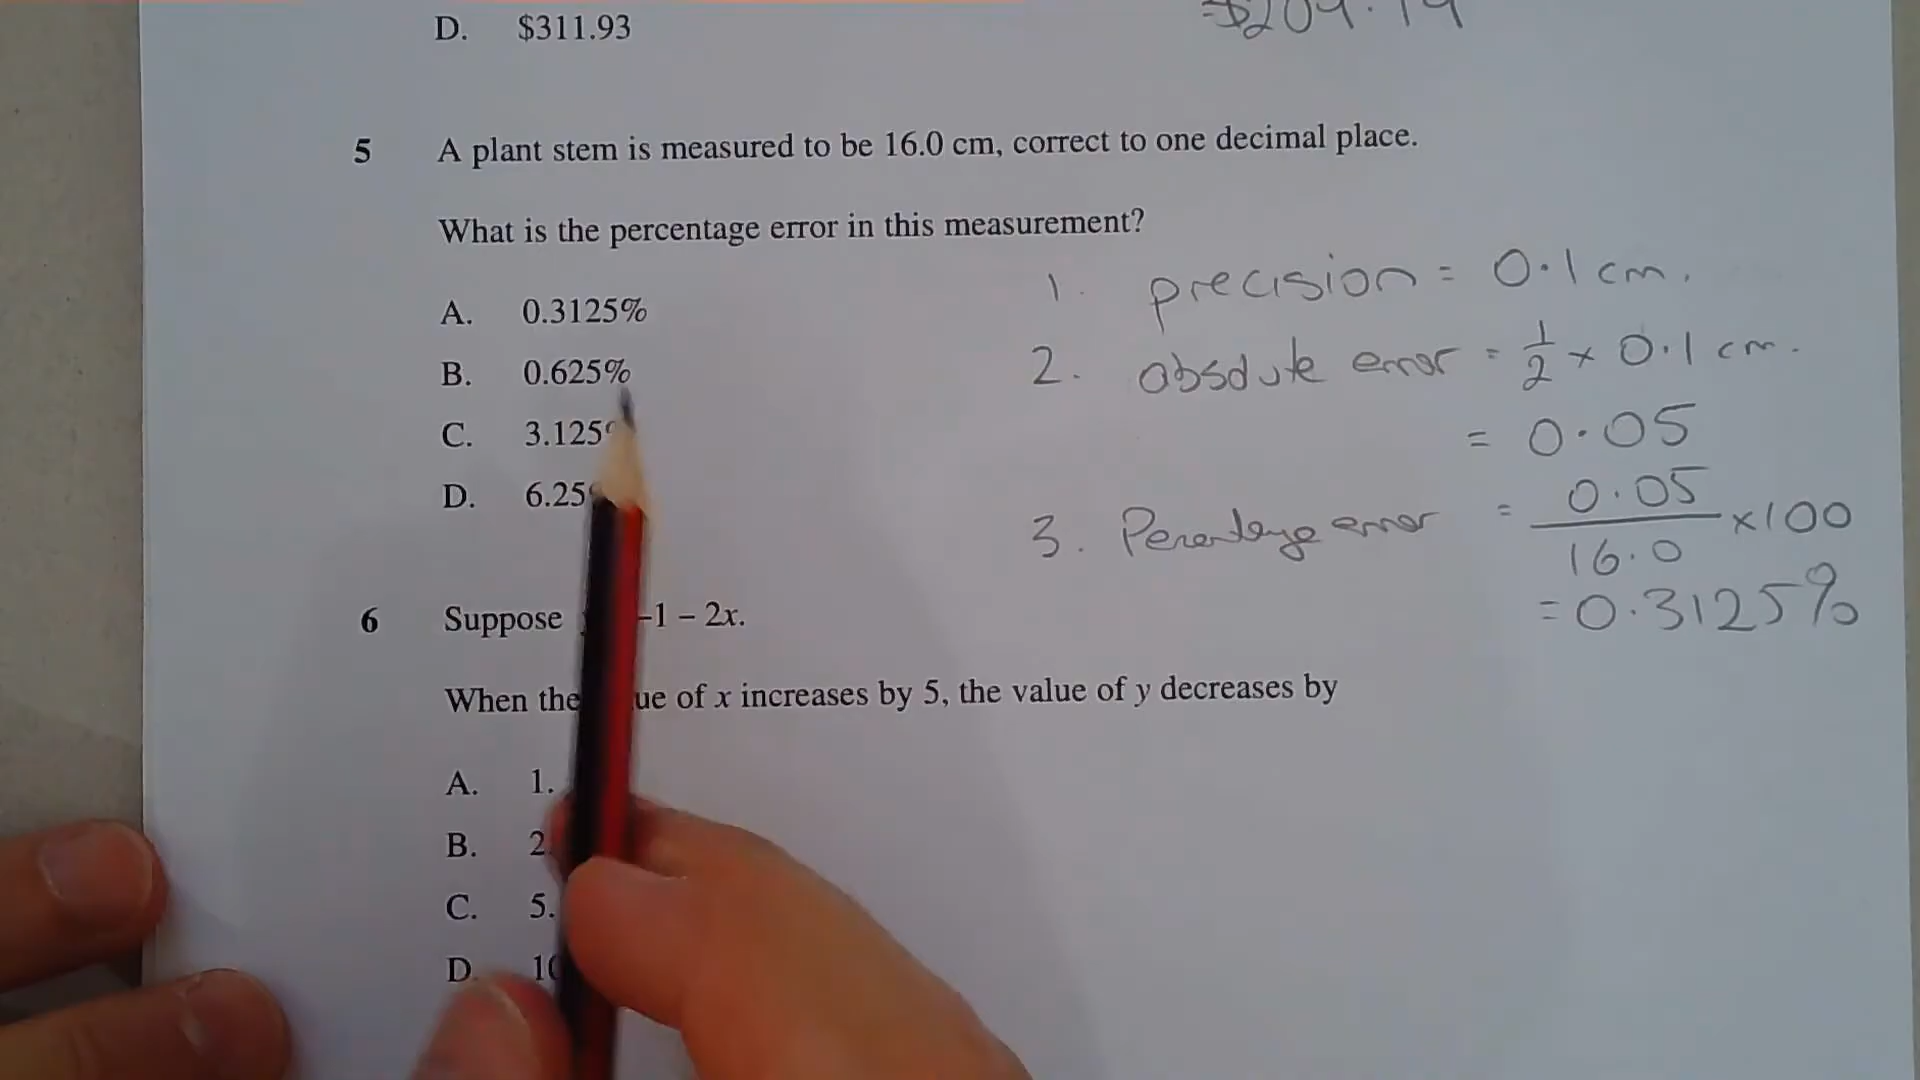 D. $311.93
5 A plant stem is measured to be 16.0 cm, correct to one decimal place.
What is the percentage error in this measurement?
A. 0.3125%
B. 0.625%
C. 3.125
D. 6.25
1. precision = 0.1 cm.
2. absolute error = 1/2 × 0.1 cm.
= 0.05
3. Percentage error = 0.05/16.0 ×100
= 0.3125%
6 Suppose –1 – 2x.
When the ue of x increases by 5, the value of y decreases by
A. 1.
B. 2
C. 5.
D. 10